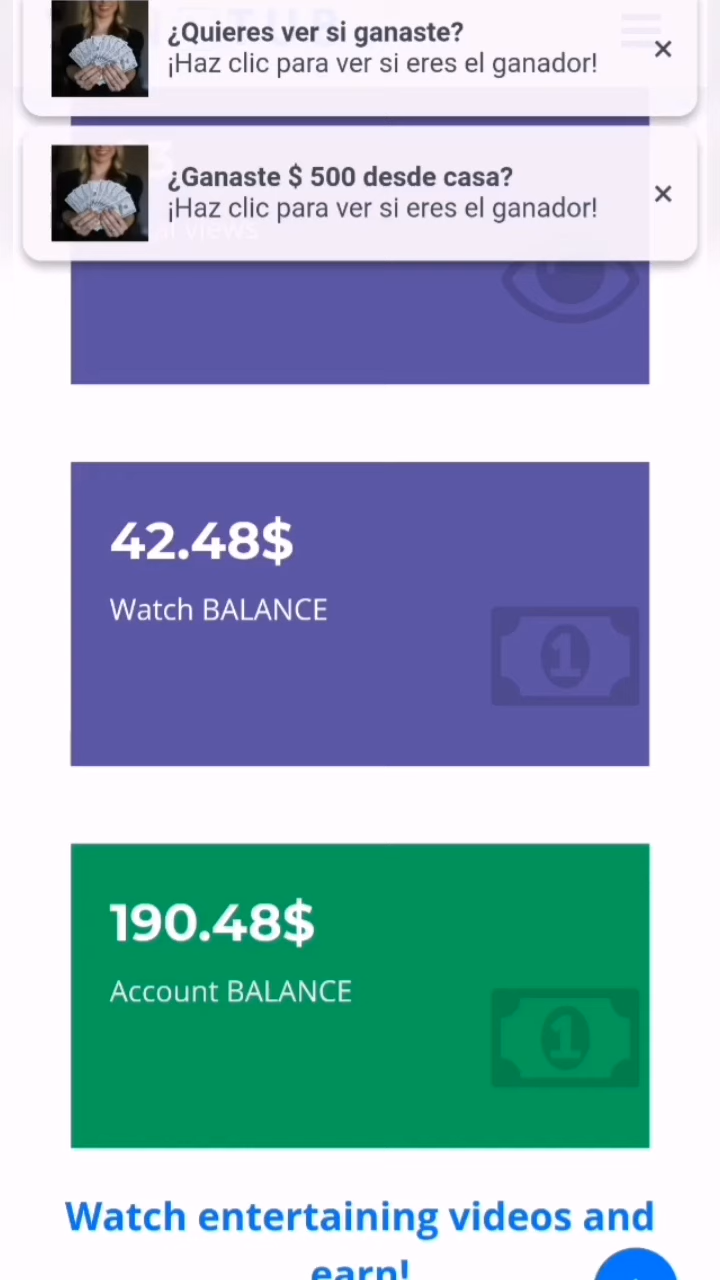 ¿Quieres ver si ganaste?
¡Haz clic para ver si eres el ganador!
¿Ganaste $ 500 desde casa?
¡Haz clic para ver si eres el ganador!
views
42.48$
Watch BALANCE
190.48$
Account BALANCE
Watch entertaining videos and
earn!